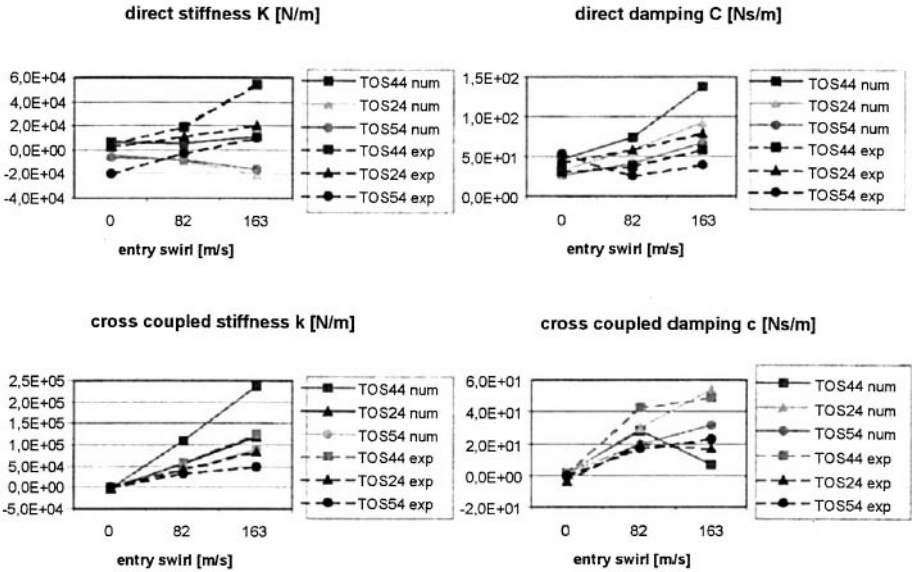 direct stiffness K [N/m]
6,0E+04
4,0E+04
2,0E+04
0,0E+00
-2,0E+04
-4,0E+04
0 82 163
entry swirl [m/s]
TOS44 num
TOS24 num
TOS54 num
TOS44 exp
TOS24 exp
TOS54 exp
direct damping C [Ns/m]
1,5E+02
1,0E+02
5,0E+01
0,0E+00
0 82 163
entry swirl [m/s]
TOS44 num
TOS24 num
TOS54 num
TOS44 exp
TOS24 exp
TOS54 exp
cross coupled stiffness k [N/m]
2,5E+05
2,0E+05
1,5E+05
1,0E+05
5,0E+04
0,0E+00
-5,0E+04
0 82 163
entry swirl [m/s]
TOS44 num
TOS24 num
TOS54 num
TOS44 exp
TOS24 exp
TOS54 exp
cross coupled damping c [Ns/m]
6,0E+01
4,0E+01
2,0E+01
0,0E+00
-2,0E+01
0 82 163
entry swirl [m/s]
TOS44 num
TOS24 num
TOS54 num
TOS44 exp
TOS24 exp
TOS54 exp